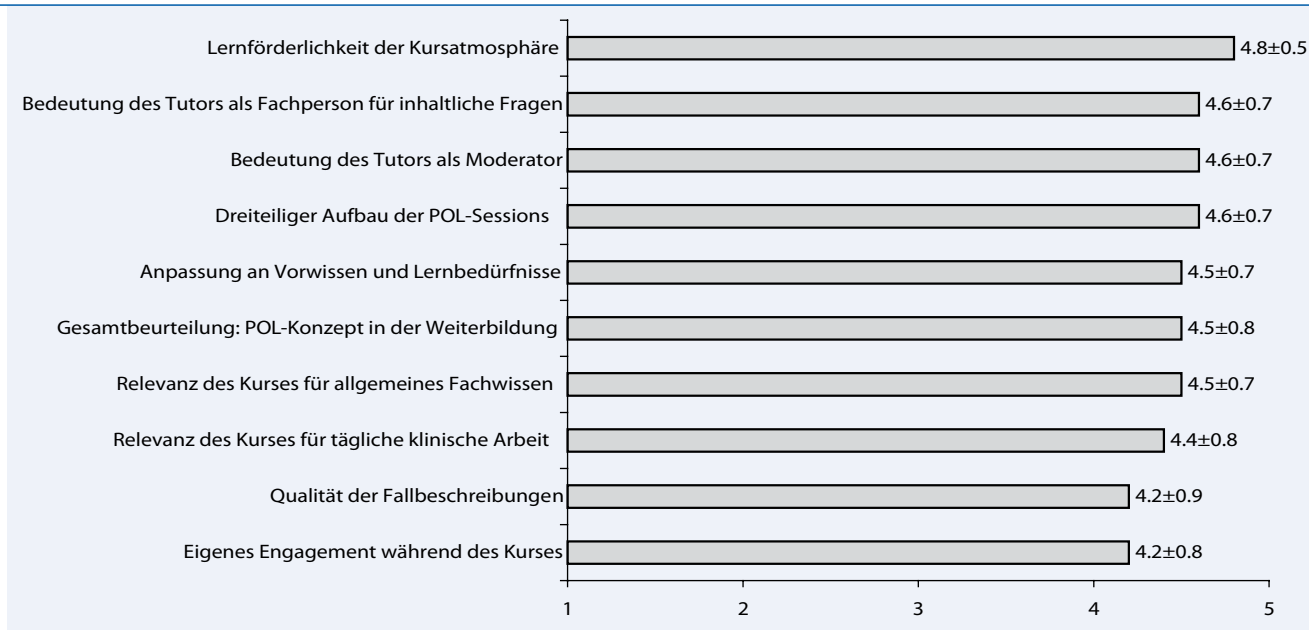 Lernförderlichkeit der Kursatmosphäre 4.8±0.5
Bedeutung des Tutors als Fachperson für inhaltliche Fragen 4.6±0.7
Bedeutung des Tutors als Moderator 4.6±0.7
Dreiteiliger Aufbau der POL-Sessions 4.6±0.7
Anpassung an Vorwissen und Lernbedürfnisse 4.5±0.7
Gesamtbeurteilung: POL-Konzept in der Weiterbildung 4.5±0.8
Relevanz des Kurses für allgemeines Fachwissen 4.5±0.7
Relevanz des Kurses für tägliche klinische Arbeit 4.4±0.8
Qualität der Fallbeschreibungen 4.2±0.9
Eigenes Engagement während des Kurses 4.2±0.8
1 2 3 4 5